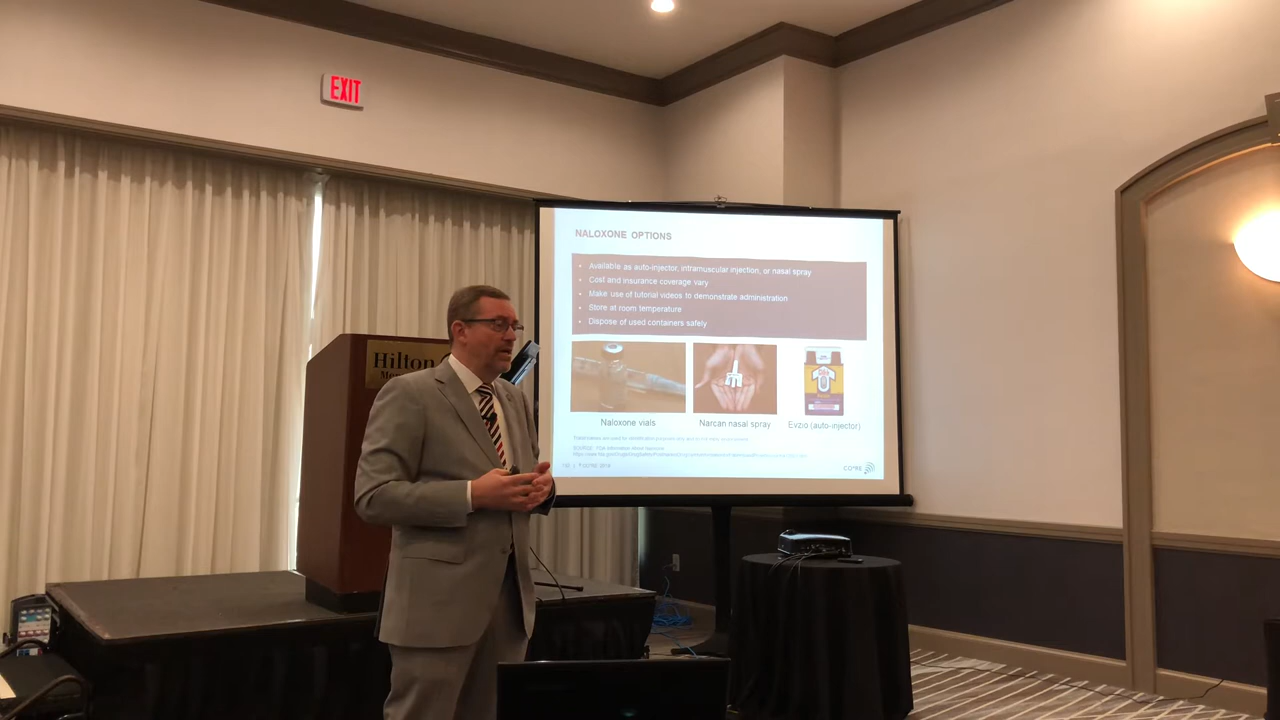 EXIT
Hilton
NALOXONE OPTIONS
• Available as auto-injector, intramuscular injection, or nasal spray
• Cost and insurance coverage vary
• Make use of tutorial videos to demonstrate administration
• Store at room temperature
• Dispose of used containers safely
Naloxone vials
Narcan nasal spray
Evzio (auto-injector)
CO*RE